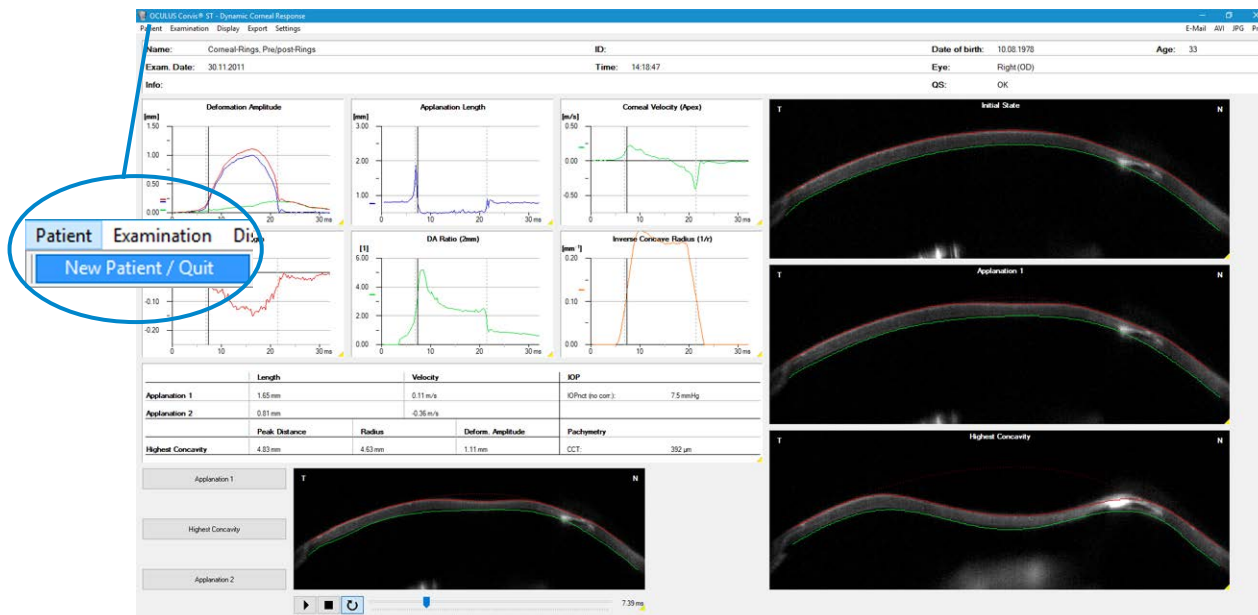 OCULUS Corvis® ST - Dynamic Corneal Response
Patient Examination Display Export Settings
E-Mail AVI JPG
Name: Corneal-Rings, Pre/post-Rings ID: Date of birth: 10.08.1978 Age: 33
Exam. Date: 30.11.2011 Time: 14:18:47 Eye: Right (OD)
Info: QS: OK
Deformation Amplitude
[mm]
1.50
1.00
0.50
0.00
0 10 20 30 ms
Applanation Length
[mm]
3.00
2.00
1.00
0 10 20 30 ms
Corneal Velocity (Apex)
[m/s]
0.50
0.00
-0.50
0 10 20 30 ms
Patient Examination
New Patient / Quit
-0.10
-0.20
0 10 20 30 ms
DA Ratio (2mm)
[1]
6.00
4.00
2.00
0.00
0 10 20 30 ms
Inverse Concave Radius (1/r)
[mm⁻¹]
0.20
0.10
0.00
0 10 20 30 ms
Length Velocity IOP
Applanation 1 1.65 mm 0.11 m/s IOPnct (no corr.): 7.5 mmHg
Applanation 2 0.81 mm -0.36 m/s
Peak Distance Radius Deform. Amplitude Pachymetry
Highest Concavity 4.83 mm 4.63 mm 1.11 mm CCT: 392 µm
Applanation 1
Highest Concavity
Applanation 2
T N
7.39 ms
Initial State
T N
Applanation 1
T N
Highest Concavity
T N